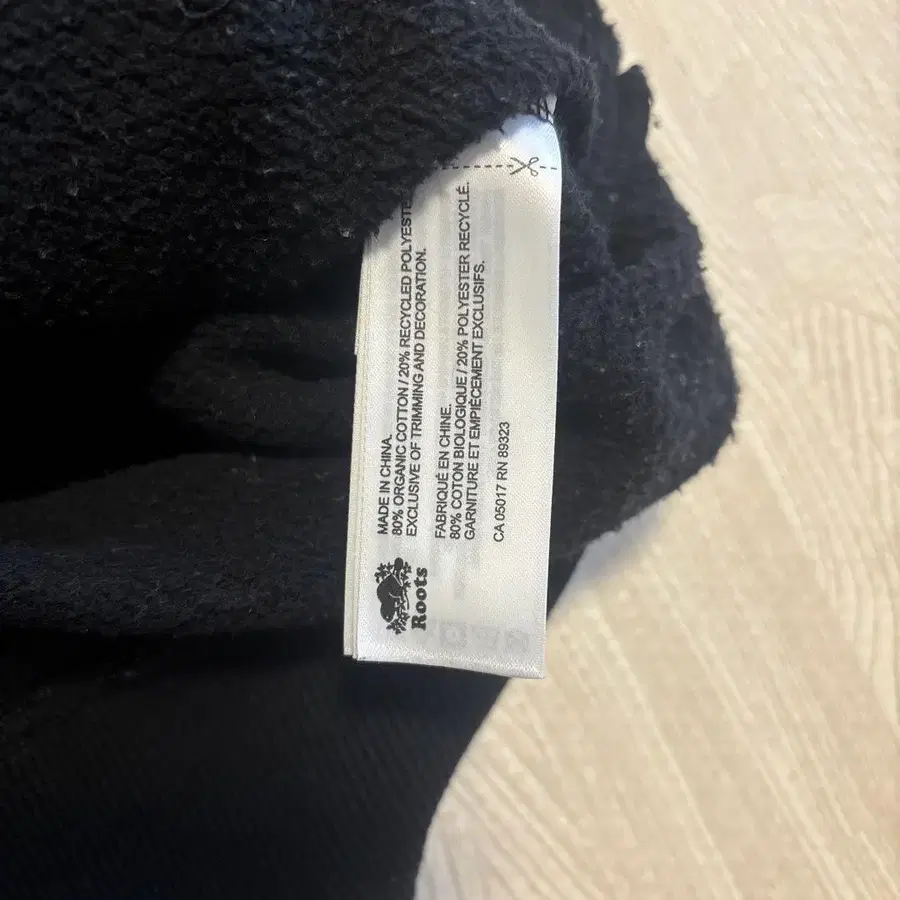 MADE IN CHINA.
80% ORGANIC COTTON / 20% RECYCLED POLYESTE
EXCLUSIVE OF TRIMMING AND DECORATION.
FABRIQUÉ EN CHINE.
80% COTON BIOLOGIQUE / 20% POLYESTER RECYCLÉ.
GARNITURE ET EMPIÈCEMENT EXCLUSIFS.
CA 05017 RN 89323
Roots